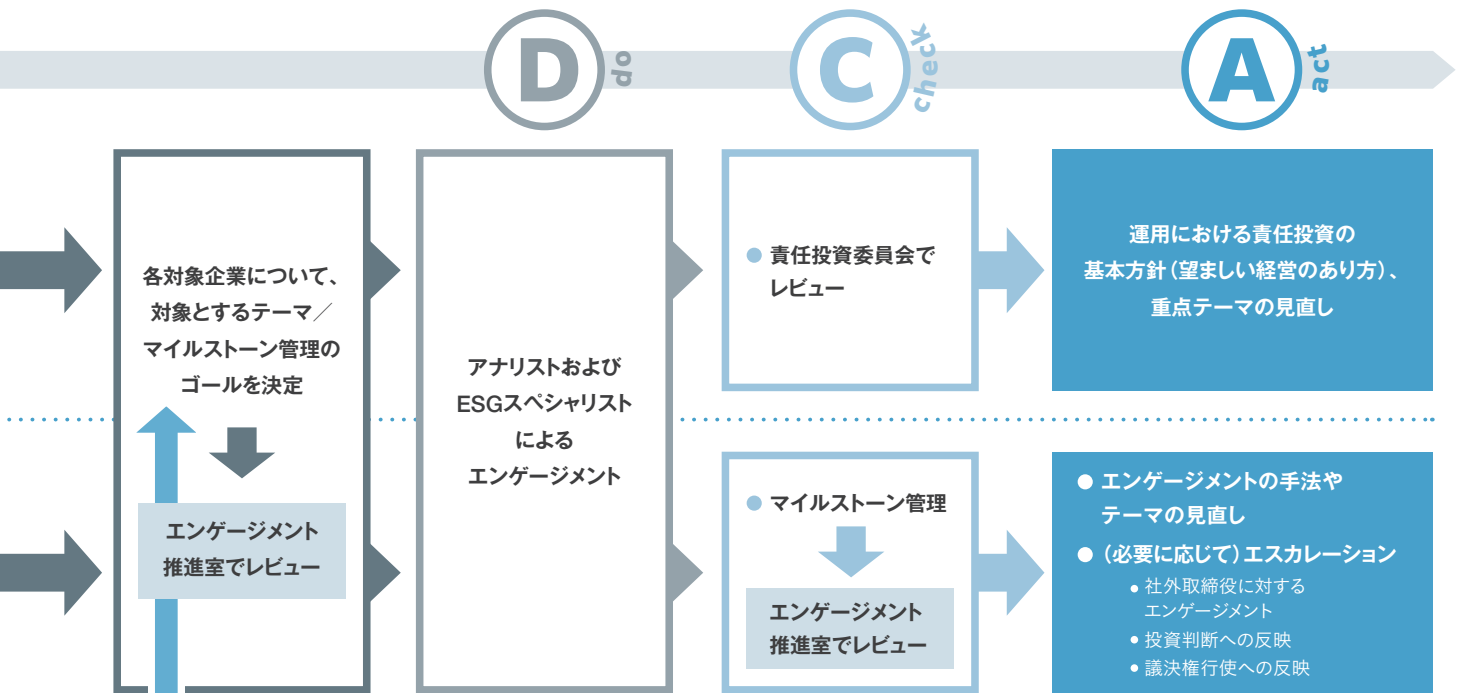 D
do
C
check
A
act
各対象企業について、
対象とするテーマ／
マイルストーン管理の
ゴールを決定
エンゲージメント
推進室でレビュー
アナリストおよび
ESGスペシャリスト
による
エンゲージメント
● 責任投資委員会で
レビュー
● マイルストーン管理
エンゲージメント
推進室でレビュー
運用における責任投資の
基本方針（望ましい経営のあり方）、
重点テーマの見直し
● エンゲージメントの手法や
テーマの見直し
● （必要に応じて）エスカレーション
● 社外取締役に対する
エンゲージメント
● 投資判断への反映
● 議決権行使への反映